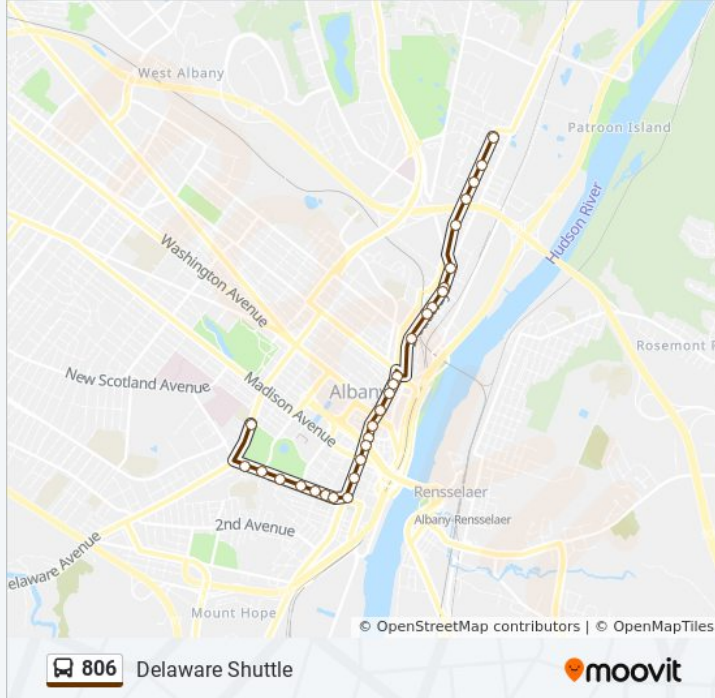 West Albany
Patroon Island
Hudson River
Washington Avenue
Rosemont P
New Scotland Avenue
Madison Avenue
Albany
Rensselaer
Albany-Rensselaer
2nd Avenue
elaware Avenue
Mount Hope
© OpenStreetMap contributors | © OpenMapTiles
806 Delaware Shuttle
moovit